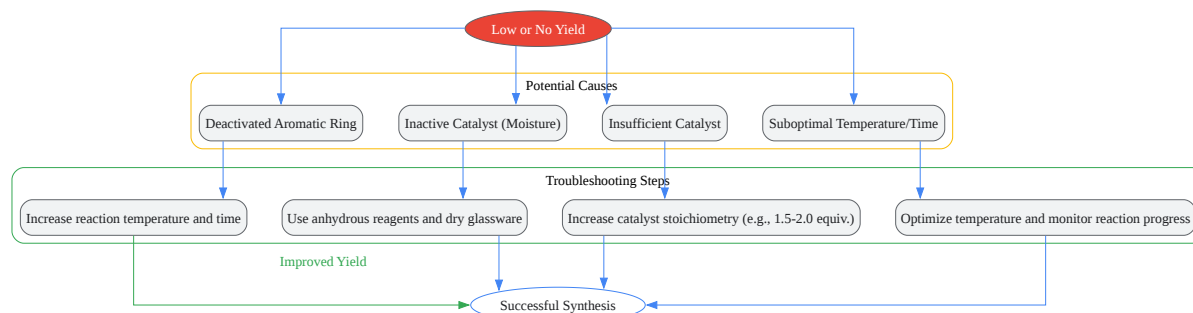 Low or No Yield
Potential Causes
Deactivated Aromatic Ring
Inactive Catalyst (Moisture)
Insufficient Catalyst
Suboptimal Temperature/Time
Troubleshooting Steps
Increase reaction temperature and time
Use anhydrous reagents and dry glassware
Increase catalyst stoichiometry (e.g., 1.5-2.0 equiv.)
Optimize temperature and monitor reaction progress
Improved Yield
Successful Synthesis